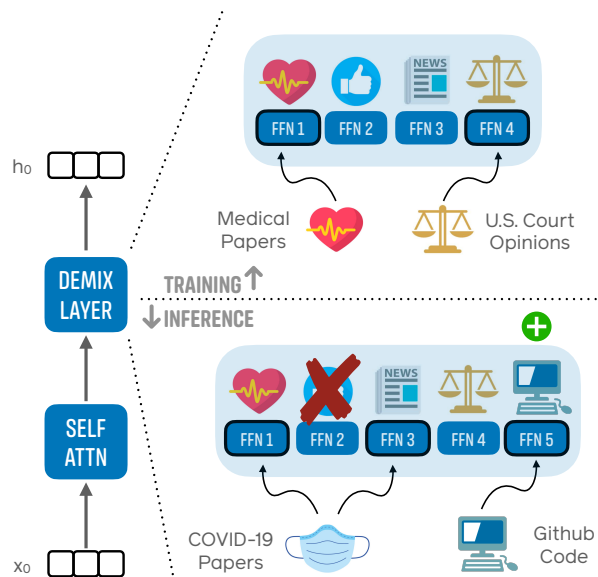 NEWS
FFN 1
FFN 2
FFN 3
FFN 4
h0
Medical
Papers
U.S. Court
Opinions
DEMIX
LAYER
TRAINING
INFERENCE
NEWS
SELF
ATTN
FFN 1
FFN 2
FFN 3
FFN 4
FFN 5
COVID-19
Papers
Github
Code
x0